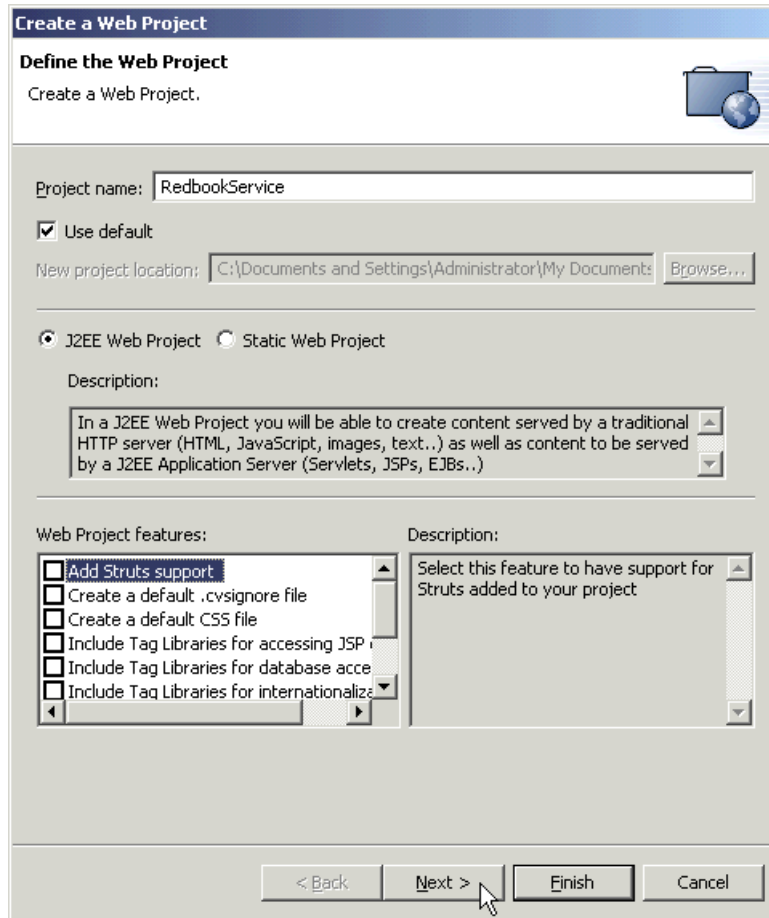 Create a Web Project
Define the Web Project
Create a Web Project.
Project name: RedbookService
Use default
New project location: C:\Documents and Settings\Administrator\My Documents Browse...
J2EE Web Project Static Web Project
Description:
In a J2EE Web Project you will be able to create content served by a traditional
HTTP server (HTML, JavaScript, images, text..) as well as content to be served
by a J2EE Application Server (Servlets, JSPs, EJBs..)
Web Project features:
Add Struts support
Create a default .cvsignore file
Create a default CSS file
Include Tag Libraries for accessing JSP
Include Tag Libraries for database acce
Include Tag Libraries for internationaliza
Description:
Select this feature to have support for
Struts added to your project
< Back Next > Finish Cancel